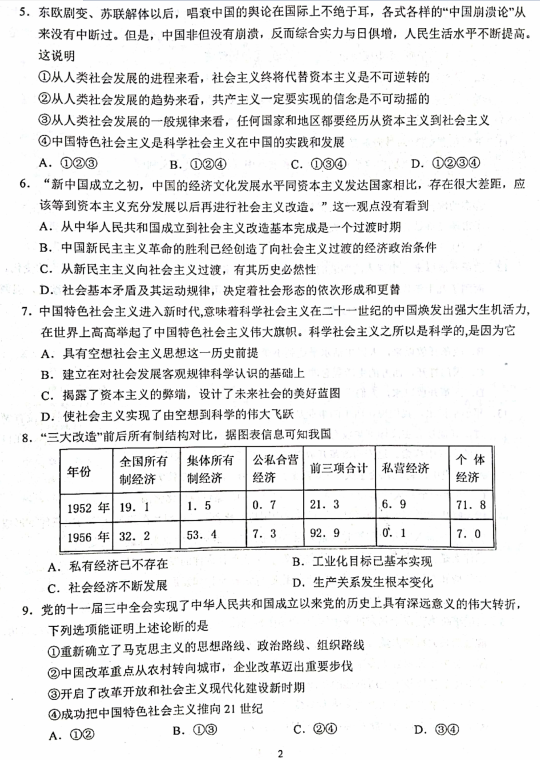 5. 东欧剧变、苏联解体以后，唱衰中国的舆论在国际上不绝于耳，各式各样的“中国崩溃论”从
来没有中断过。但是，中国非但没有崩溃，反而综合实力与日俱增，人民生活水平不断提高。
这说明
①从人类社会发展的进程来看，社会主义终将代替资本主义是不可逆转的
②从人类社会发展的趋势来看，共产主义一定要实现的信念是不可动摇的
③从人类社会发展的一般规律来看，任何国家和地区都要经历从资本主义到社会主义
④中国特色社会主义是科学社会主义在中国的实践和发展
A．①②③ B．①②④ C．①③④ D．①②③④
6. “新中国成立之初，中国的经济文化发展水平同资本主义发达国家相比，存在很大差距，应
该等到资本主义充分发展以后再进行社会主义改造。”这一观点没有看到
A．从中华人民共和国成立到社会主义改造基本完成是一个过渡时期
B．中国新民主主义革命的胜利已经创造了向社会主义过渡的经济政治条件
C．从新民主主义向社会主义过渡，有其历史必然性
D．社会基本矛盾及其运动规律，决定着社会形态的依次形成和更替
7. 中国特色社会主义进入新时代,意味着科学社会主义在二十一世纪的中国焕发出强大生机活力,
在世界上高高举起了中国特色社会主义伟大旗帜。科学社会主义之所以是科学的,是因为它
A．具有空想社会主义思想这一历史前提
B．建立在对社会发展客观规律科学认识的基础上
C．揭露了资本主义的弊端，设计了未来社会的美好蓝图
D．使社会主义实现了由空想到科学的伟大飞跃
8. “三大改造”前后所有制结构对比，据图表信息可知我国
年份 全国所有制经济 集体所有制经济 公私合营经济 前三项合计 私营经济 个体经济
1952 年 19. 1 1. 5 0. 7 21. 3 6. 9 71. 8
1956 年 32. 2 53. 4 7. 3 92. 9 0. 1 7. 0
A．私有经济已不存在 B．工业化目标已基本实现
C．社会经济不断发展 D．生产关系发生根本变化
9. 党的十一届三中全会实现了中华人民共和国成立以来党的历史上具有深远意义的伟大转折，
下列选项能证明上述论断的是
①重新确立了马克思主义的思想路线、政治路线、组织路线
②中国改革重点从农村转向城市，企业改革迈出重要步伐
③开启了改革开放和社会主义现代化建设新时期
④成功把中国特色社会主义推向 21 世纪
A．①② B．①③ C．②④ D．③④
2